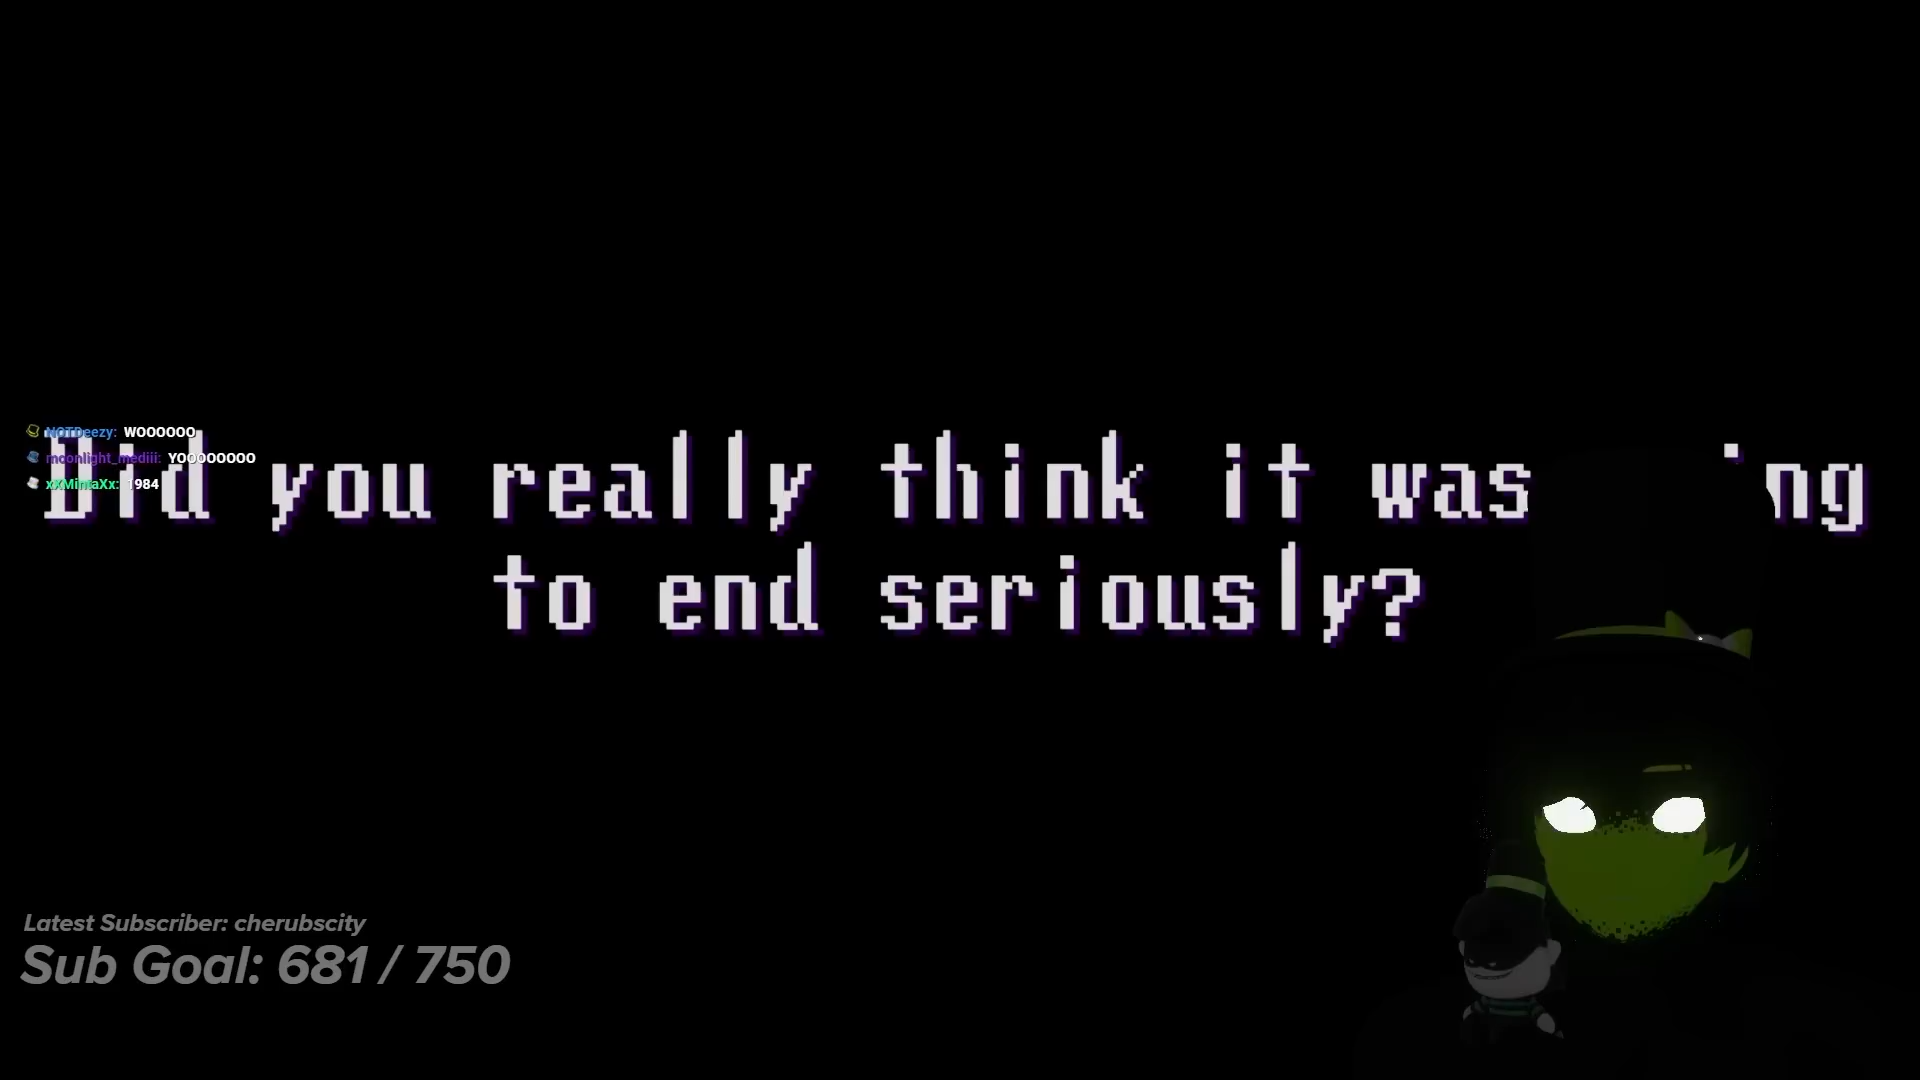 NOTDeezy: WOOOOOO
moonlight_mediii: YOOOOOOOO
xXMintaXx: 1984
Did you really think it was ing
to end seriously?
Latest Subscriber: cherubscity
Sub Goal: 681 / 750